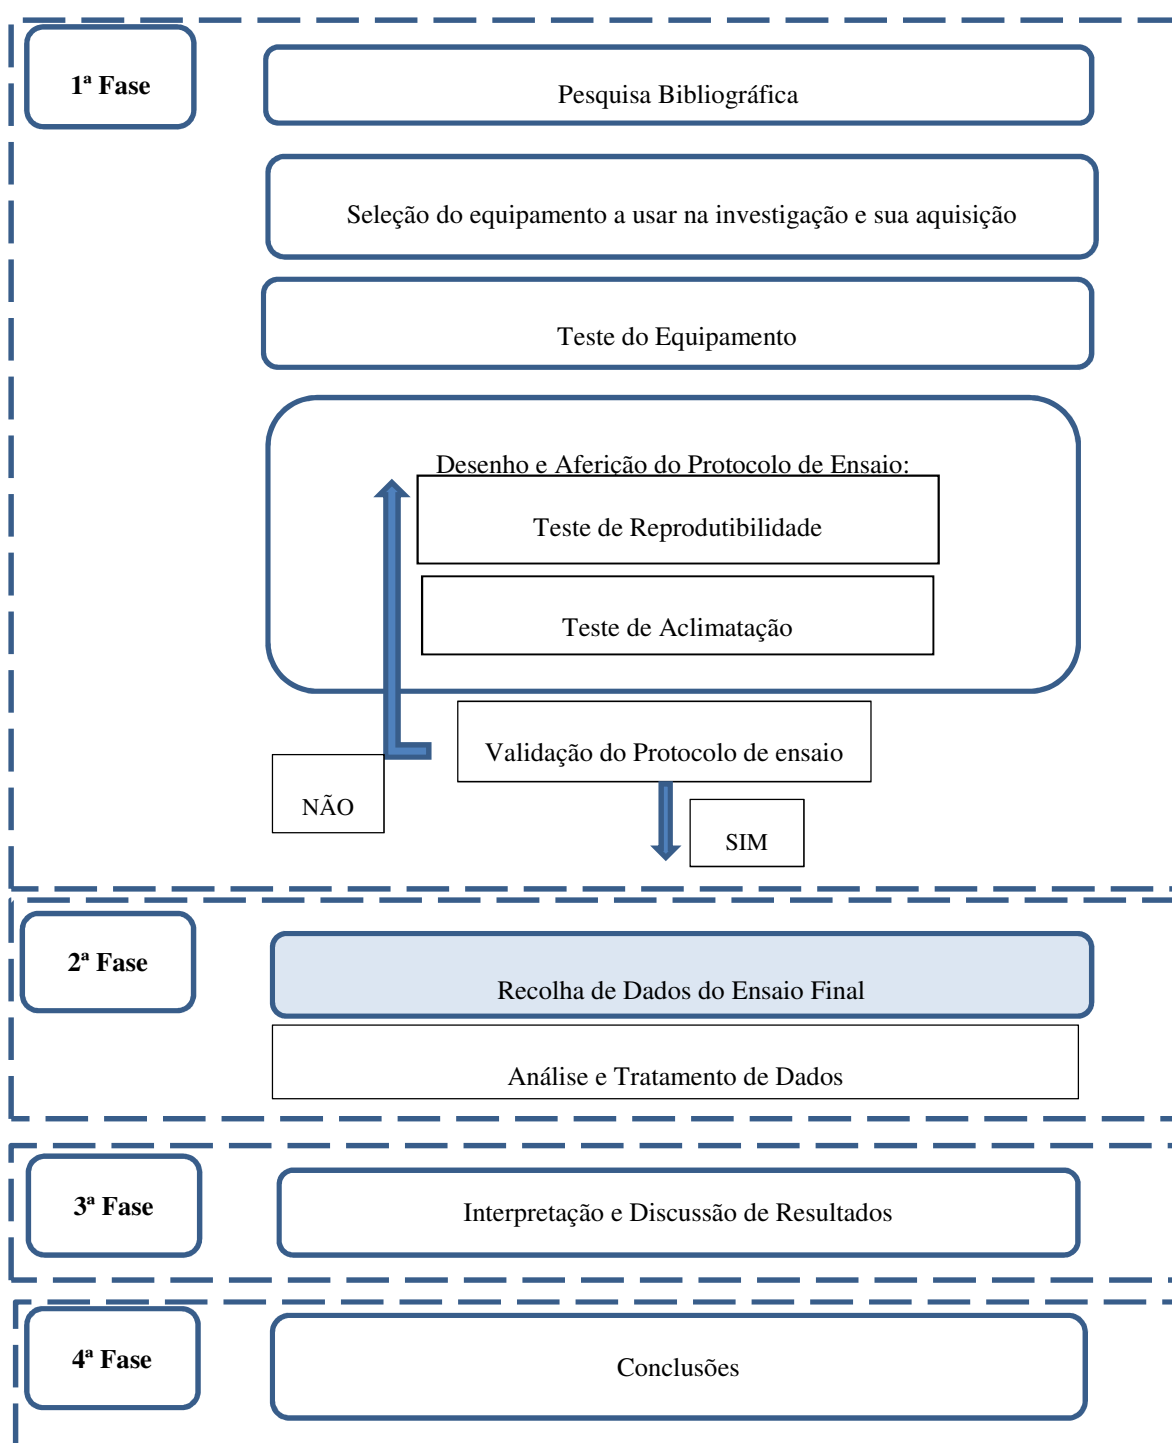 1ª Fase
Pesquisa Bibliográfica
Seleção do equipamento a usar na investigação e sua aquisição
Teste do Equipamento
Desenho e Aferição do Protocolo de Ensaio:
Teste de Reprodutibilidade
Teste de Aclimatação
Validação do Protocolo de ensaio
NÃO
SIM
2ª Fase
Recolha de Dados do Ensaio Final
Análise e Tratamento de Dados
3ª Fase
Interpretação e Discussão de Resultados
4ª Fase
Conclusões